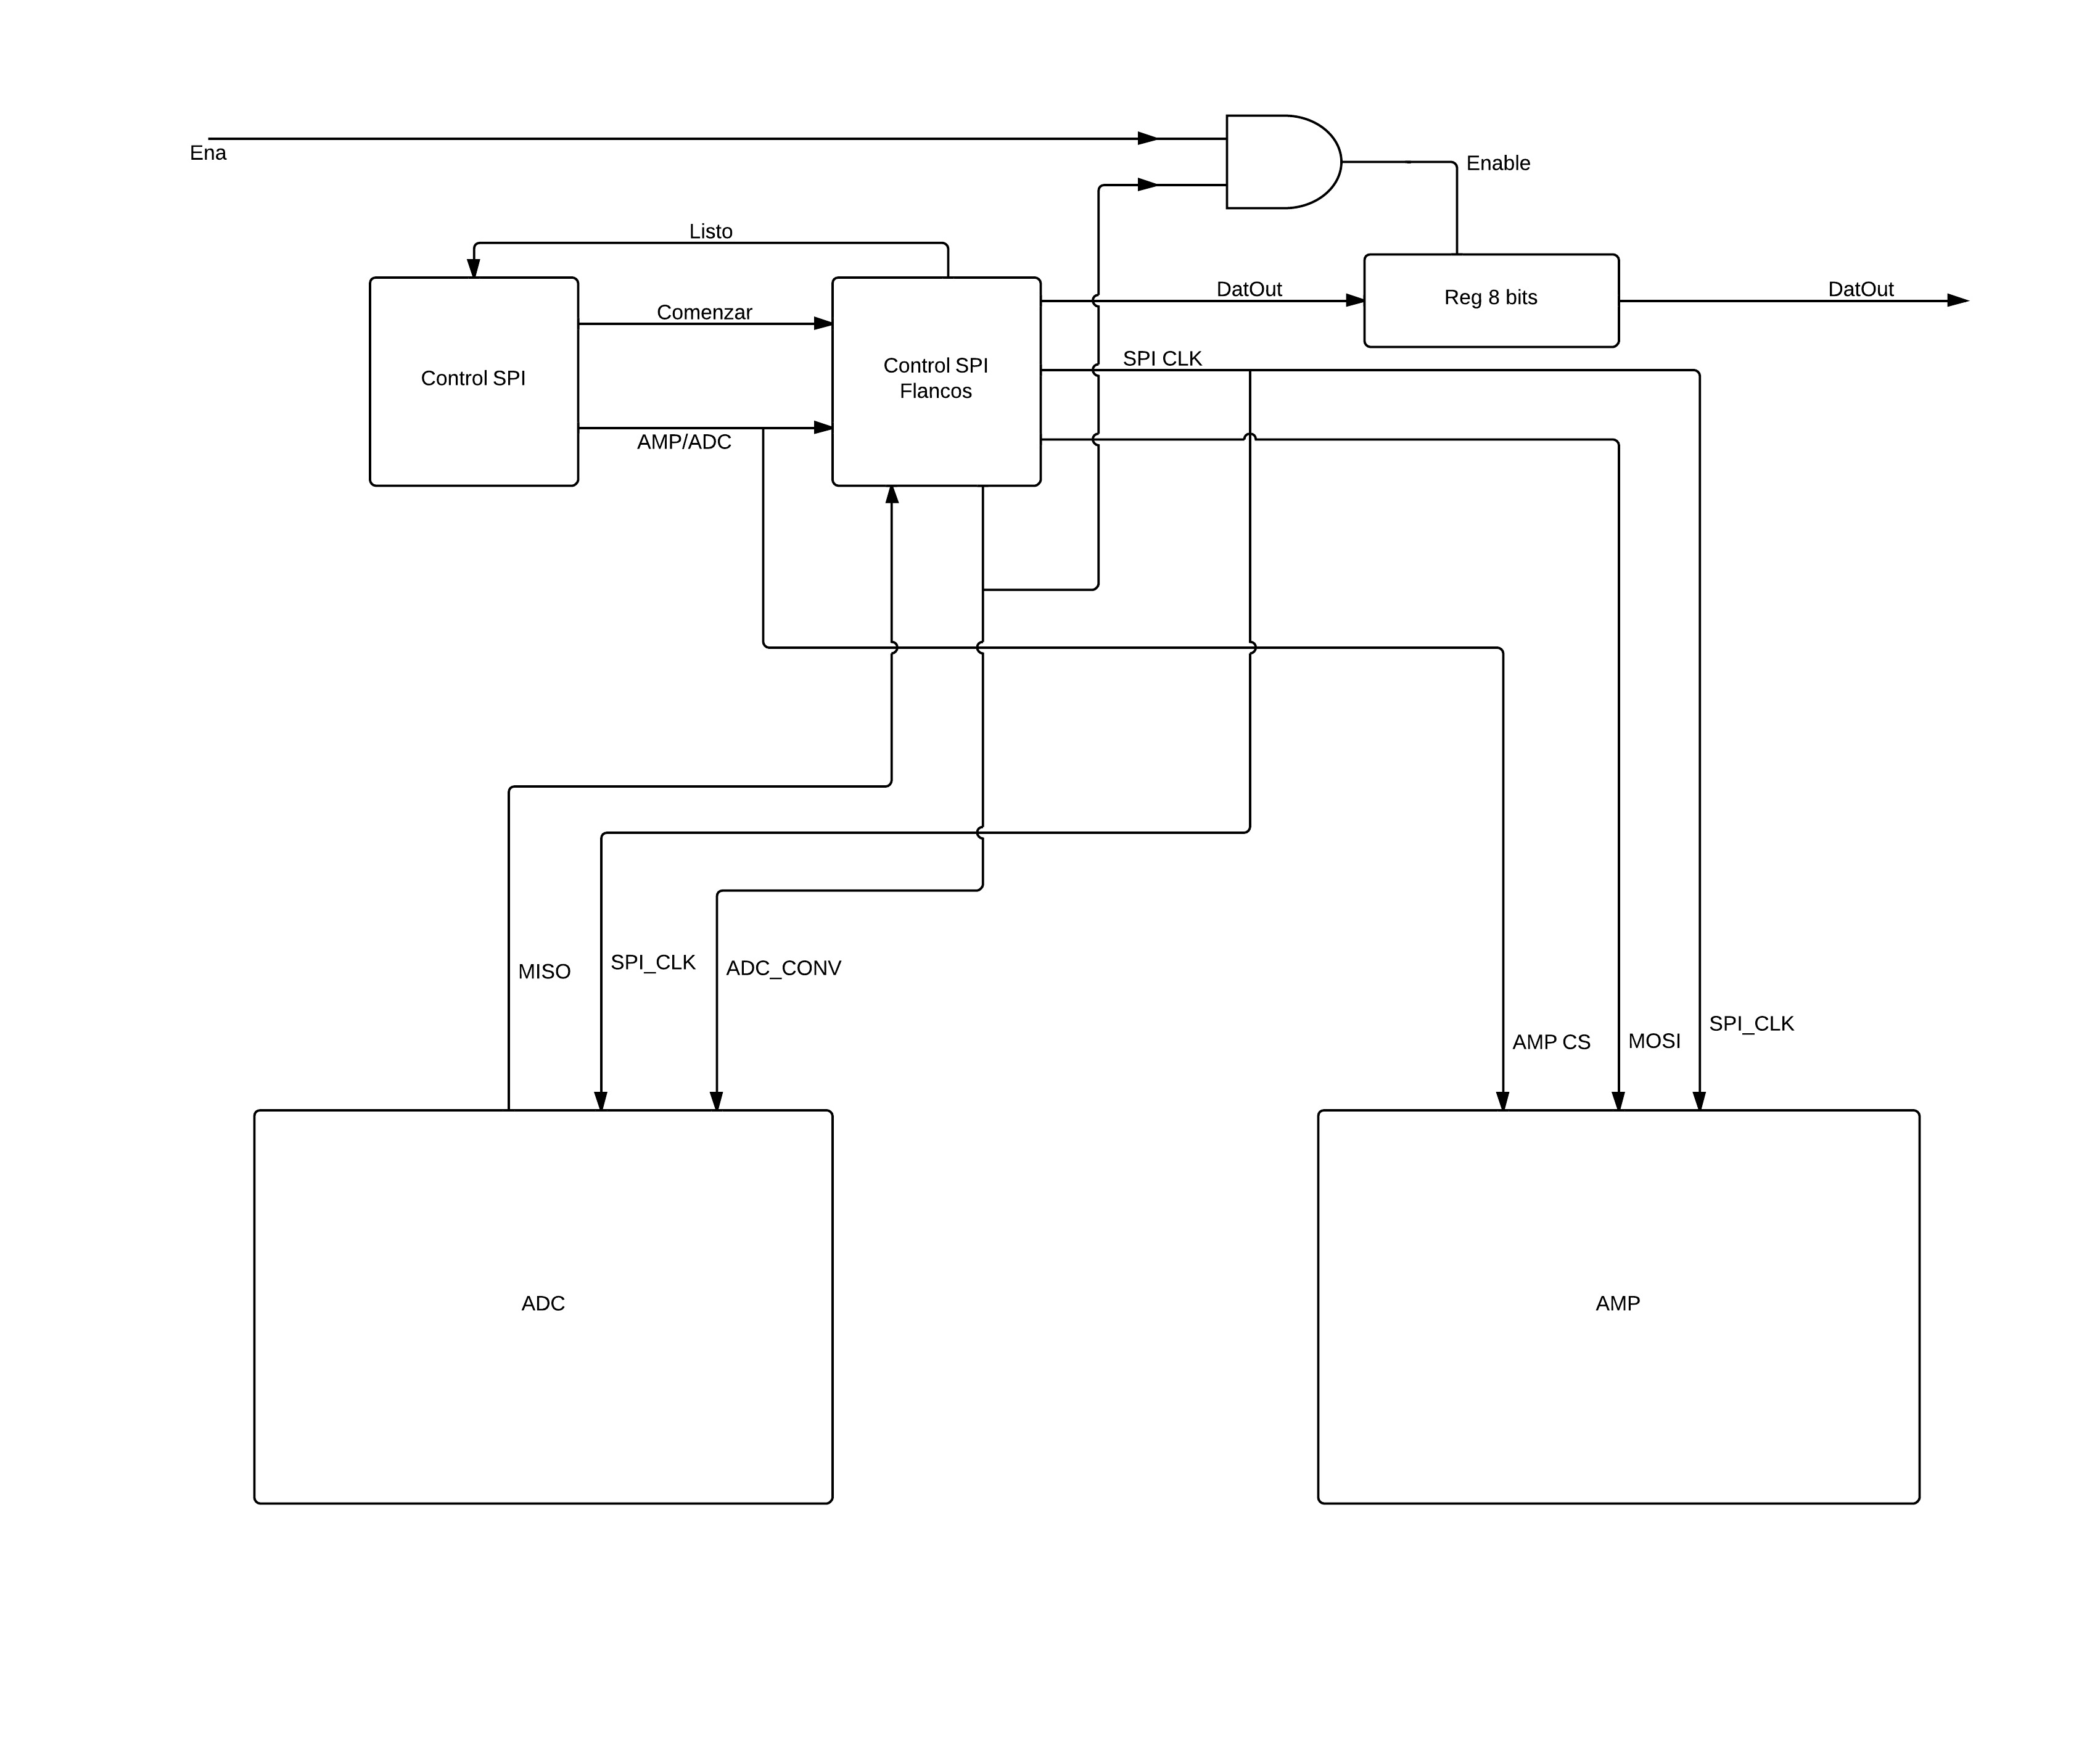 Ena
Enable
Listo
DatOut
DatOut
Reg 8 bits
Comenzar
SPI CLK
Control SPI
Control SPI
Flancos
AMP/ADC
MISO
SPI_CLK
ADC_CONV
AMP CS
MOSI
SPI_CLK
ADC
AMP